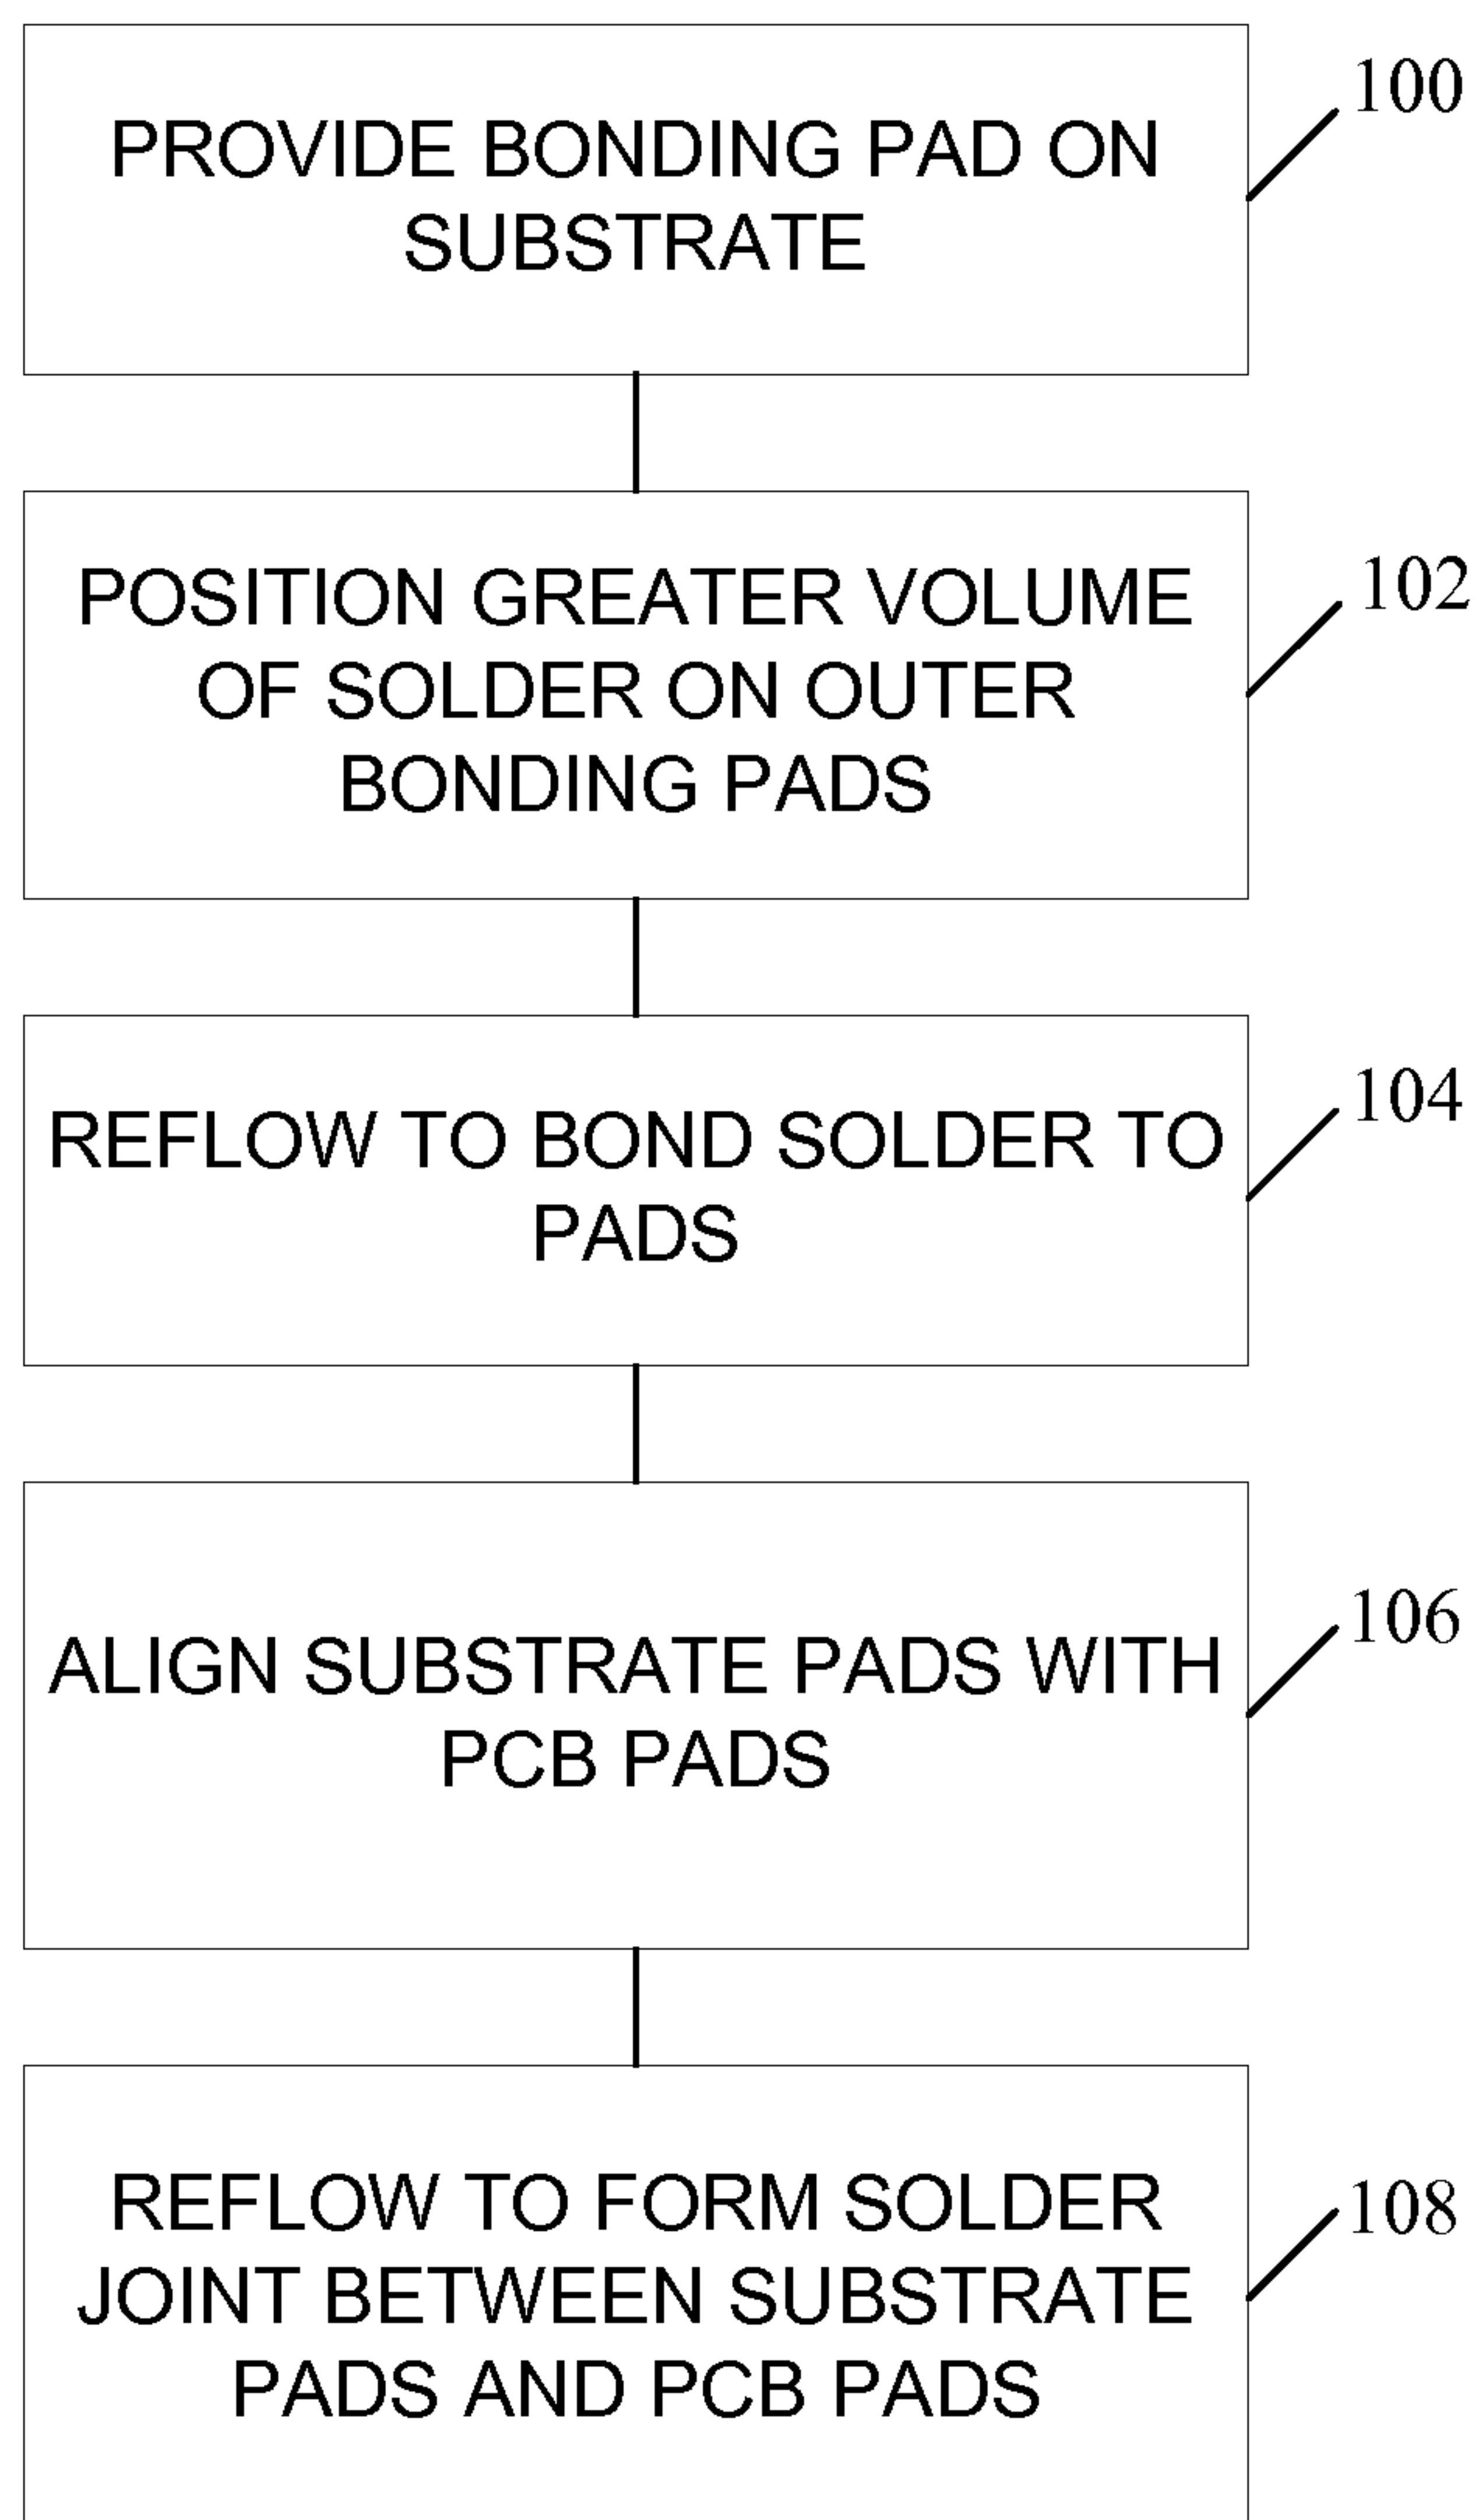 100
PROVIDE BONDING PAD ON
SUBSTRATE
102
POSITION GREATER VOLUME
OF SOLDER ON OUTER
BONDING PADS
104
REFLOW TO BOND SOLDER TO
PADS
106
ALIGN SUBSTRATE PADS WITH
PCB PADS
108
REFLOW TO FORM SOLDER
JOINT BETWEEN SUBSTRATE
PADS AND PCB PADS